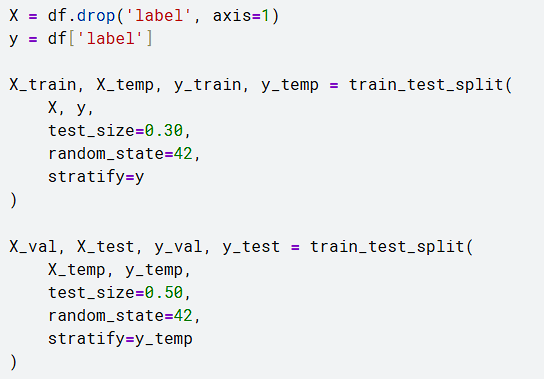 X = df.drop('label', axis=1)
y = df['label']

X_train, X_temp, y_train, y_temp = train_test_split(
    X, y,
    test_size=0.30,
    random_state=42,
    stratify=y
)

X_val, X_test, y_val, y_test = train_test_split(
    X_temp, y_temp,
    test_size=0.50,
    random_state=42,
    stratify=y_temp
)